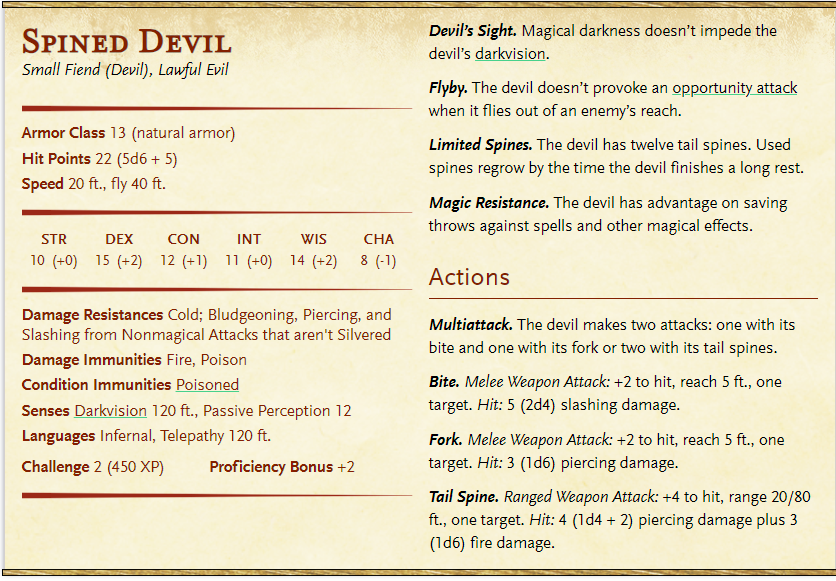 Spined Devil
Small Fiend (Devil), Lawful Evil
Armor Class 13 (natural armor)
Hit Points 22 (5d6 + 5)
Speed 20 ft., fly 40 ft.
STR DEX CON INT WIS CHA
10 (+0) 15 (+2) 12 (+1) 11 (+0) 14 (+2) 8 (-1)
Damage Resistances Cold; Bludgeoning, Piercing, and
Slashing from Nonmagical Attacks that aren't Silvered
Damage Immunities Fire, Poison
Condition Immunities Poisoned
Senses Darkvision 120 ft., Passive Perception 12
Languages Infernal, Telepathy 120 ft.
Challenge 2 (450 XP) Proficiency Bonus +2
Devil’s Sight. Magical darkness doesn’t impede the
devil’s darkvision.
Flyby. The devil doesn’t provoke an opportunity attack
when it flies out of an enemy’s reach.
Limited Spines. The devil has twelve tail spines. Used
spines regrow by the time the devil finishes a long rest.
Magic Resistance. The devil has advantage on saving
throws against spells and other magical effects.
Actions
Multiattack. The devil makes two attacks: one with its
bite and one with its fork or two with its tail spines.
Bite. Melee Weapon Attack: +2 to hit, reach 5 ft., one
target. Hit: 5 (2d4) slashing damage.
Fork. Melee Weapon Attack: +2 to hit, reach 5 ft., one
target. Hit: 3 (1d6) piercing damage.
Tail Spine. Ranged Weapon Attack: +4 to hit, range 20/80
ft., one target. Hit: 4 (1d4 + 2) piercing damage plus 3
(1d6) fire damage.